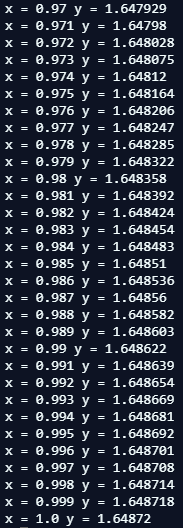 x = 0.97 y = 1.647929
x = 0.971 y = 1.64798
x = 0.972 y = 1.648028
x = 0.973 y = 1.648075
x = 0.974 y = 1.64812
x = 0.975 y = 1.648164
x = 0.976 y = 1.648206
x = 0.977 y = 1.648247
x = 0.978 y = 1.648285
x = 0.979 y = 1.648322
x = 0.98 y = 1.648358
x = 0.981 y = 1.648392
x = 0.982 y = 1.648424
x = 0.983 y = 1.648454
x = 0.984 y = 1.648483
x = 0.985 y = 1.64851
x = 0.986 y = 1.648536
x = 0.987 y = 1.64856
x = 0.988 y = 1.648582
x = 0.989 y = 1.648603
x = 0.99 y = 1.648622
x = 0.991 y = 1.648639
x = 0.992 y = 1.648654
x = 0.993 y = 1.648669
x = 0.994 y = 1.648681
x = 0.995 y = 1.648692
x = 0.996 y = 1.648701
x = 0.997 y = 1.648708
x = 0.998 y = 1.648714
x = 0.999 y = 1.648718
x = 1.0 y = 1.64872